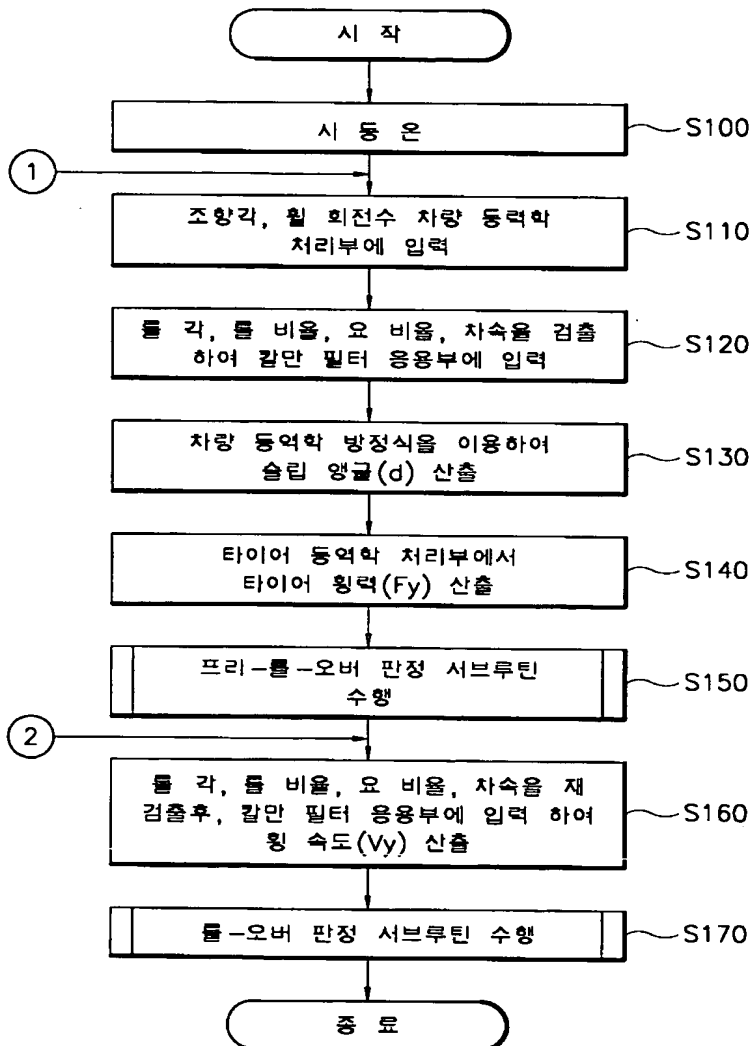 시 작
시 동 온
S100
1
조향각, 휠 회전수 차량 동력학
처리부에 입력
S110
롤 각, 롤 비율, 요 비율, 차속을 검출
하여 칼만 필터 응용부에 입력
S120
차량 동역학 방정식을 이용하여
슬립 앵글(d) 산출
S130
타이어 동역학 처리부에서
타이어 횡력(Fy) 산출
S140
프리-롤-오버 판정 서브루틴
수행
S150
2
롤 각, 롤 비율, 요 비율, 차속을 재
검출후, 칼만 필터 응용부에 입력 하여
횡 속도(Vy) 산출
S160
롤-오버 판정 서브루틴 수행
S170
종 료